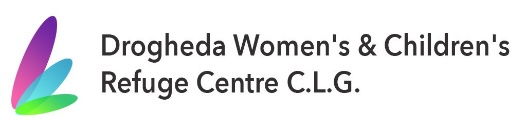 Drogheda Women's & Children's
Refuge Centre C.L.G.